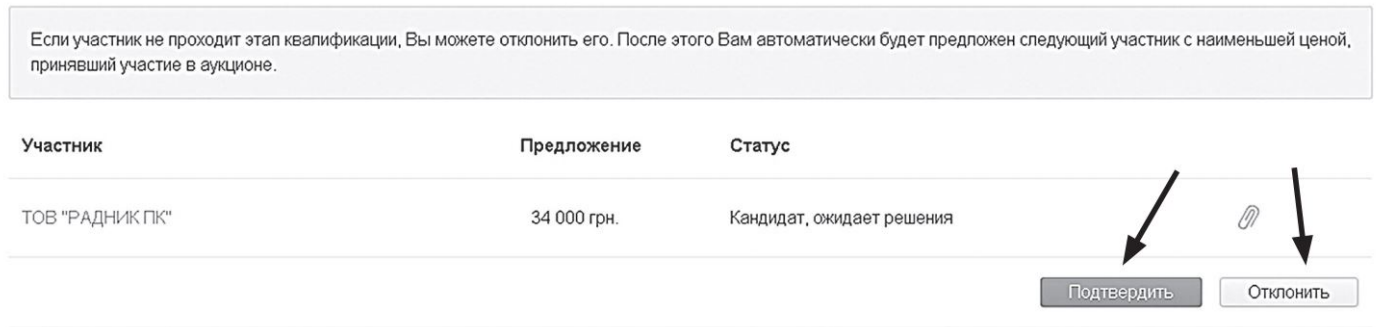 Если участник не проходит этап квалификации, Вы можете отклонить его. После этого Вам автоматически будет предложен следующий участник с наименьшей ценой,
принявший участие в аукционе.
Участник Предложение Статус
ТОВ "РАДНИК ПК" 34 000 грн. Кандидат, ожидает решения
Подтвердить Отклонить